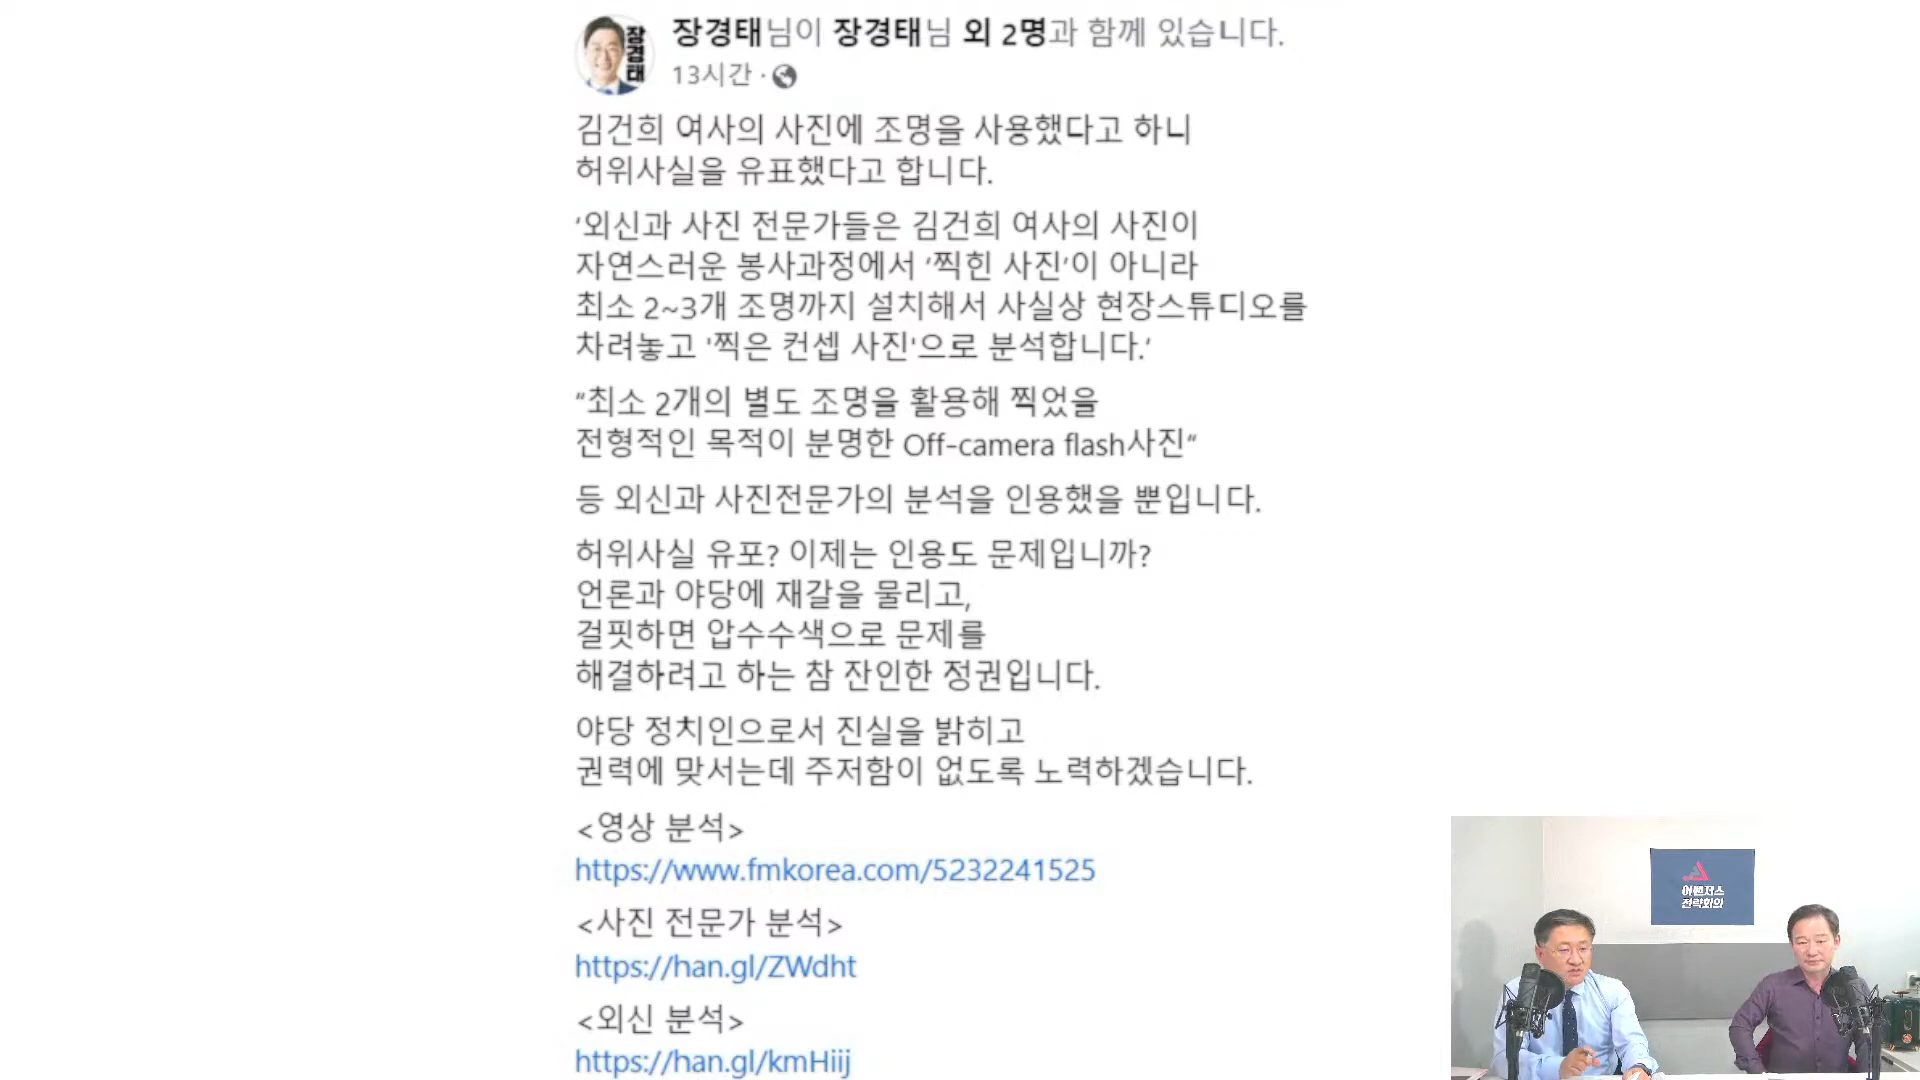 장경태님이 장경태님 외 2명과 함께 있습니다.
13시간 ·
장경태
김건희 여사의 사진에 조명을 사용했다고 하니
허위사실을 유표했다고 합니다.
‘외신과 사진 전문가들은 김건희 여사의 사진이
자연스러운 봉사과정에서 ‘찍힌 사진’이 아니라
최소 2~3개 조명까지 설치해서 사실상 현장스튜디오를
차려놓고 '찍은 컨셉 사진'으로 분석합니다.’
“최소 2개의 별도 조명을 활용해 찍었을
전형적인 목적이 분명한 Off-camera flash사진”
등 외신과 사진전문가의 분석을 인용했을 뿐입니다.
허위사실 유포? 이제는 인용도 문제입니까?
언론과 야당에 재갈을 물리고,
걸핏하면 압수수색으로 문제를
해결하려고 하는 참 잔인한 정권입니다.
야당 정치인으로서 진실을 밝히고
권력에 맞서는데 주저함이 없도록 노력하겠습니다.
<영상 분석>
https://www.fmkorea.com/5232241525
<사진 전문가 분석>
https://han.gl/ZWdht
<외신 분석>
https://han.gl/kmHiij
어벤저스
전략회의